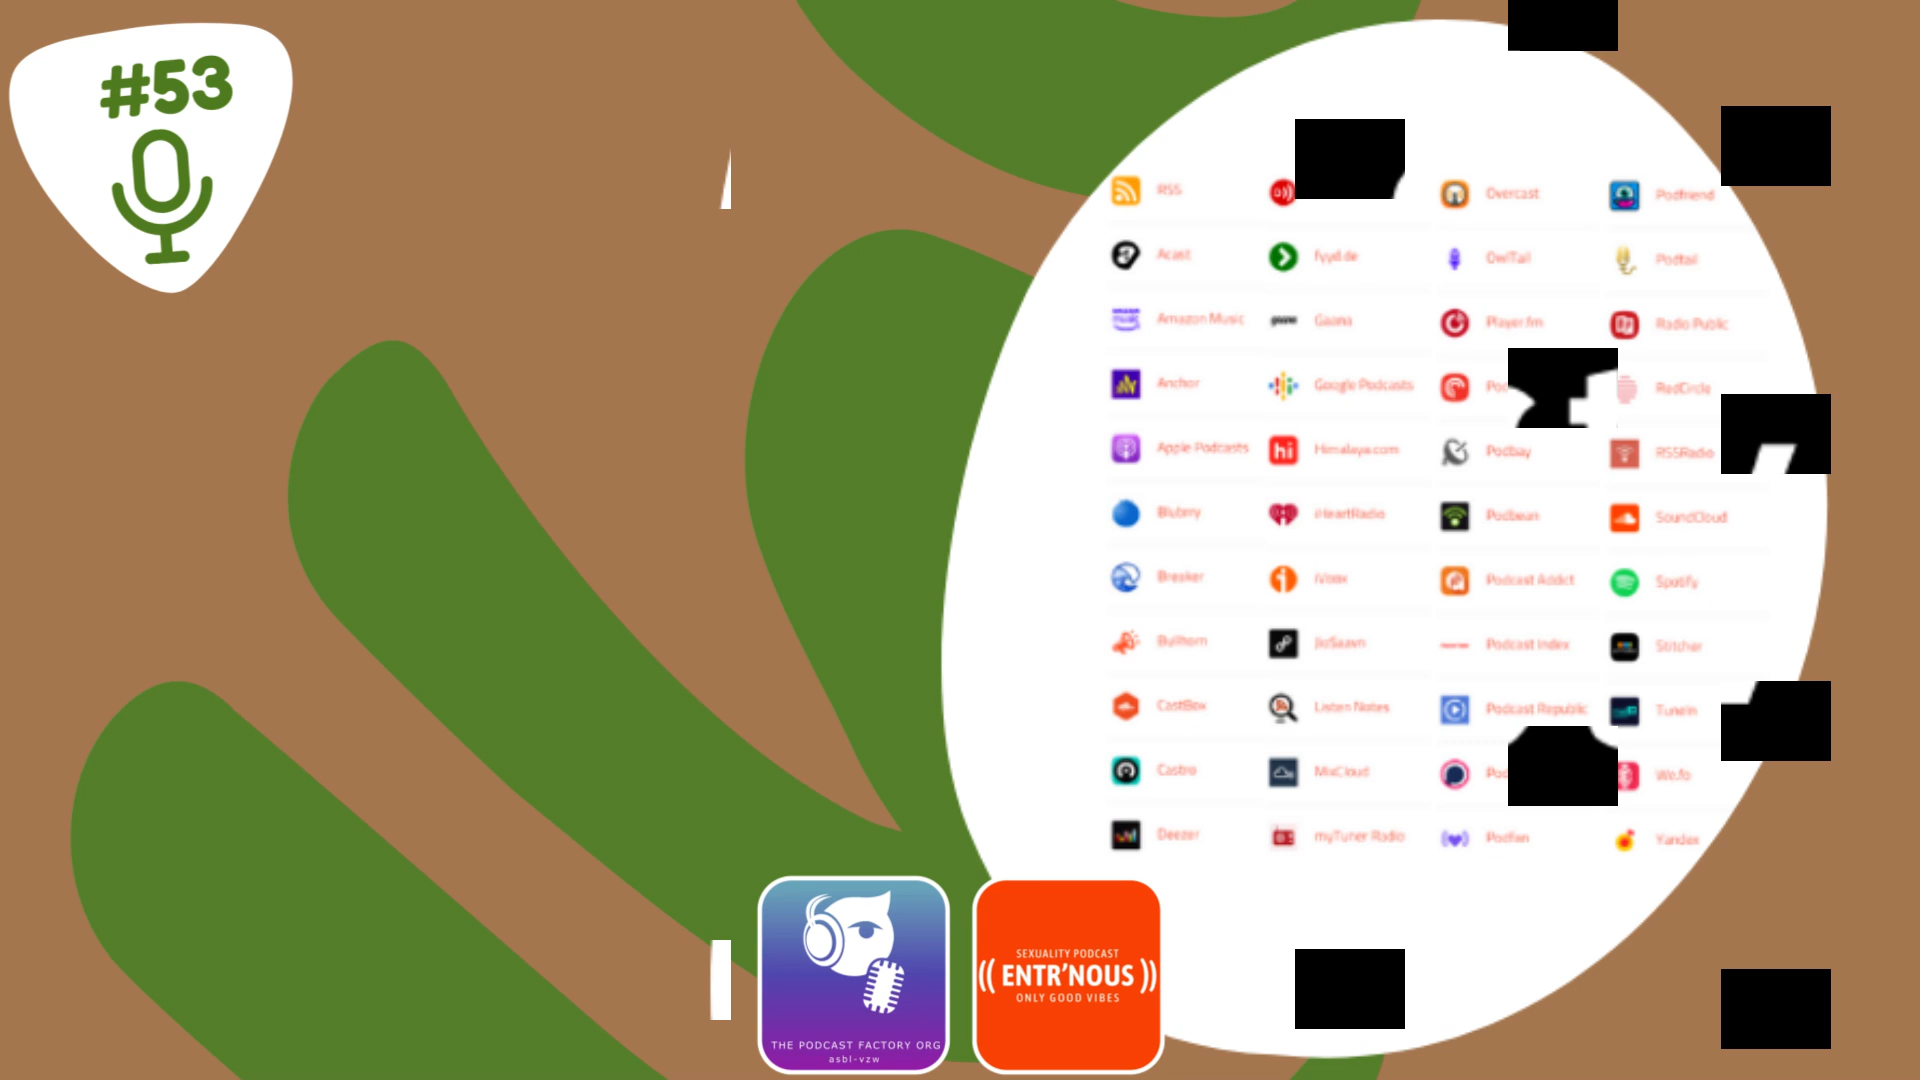 #53
RSS
Overcast
Podfriend
Acast
fyyd.de
OwlTail
Podtail
Amazon Music
Gaana
Player.fm
Radio Public
Anchor
Google Podcasts
RedCircle
Apple Podcasts
hi
Himalaya.com
Podbay
RSSRadio
Blubrry
iHeartRadio
Podbean
SoundCloud
Breaker
iVoox
Podcast Addict
Spotify
Bullhorn
JioSaavn
Podcast Index
Stitcher
CastBox
Listen Notes
Podcast Republic
TuneIn
Castro
MixCloud
We.fo
Deezer
myTuner Radio
Podfan
Yandex
THE PODCAST FACTORY ORG
asbl-vzw
SEXUALITY PODCAST
((ENTR'NOUS))
ONLY GOOD VIBES